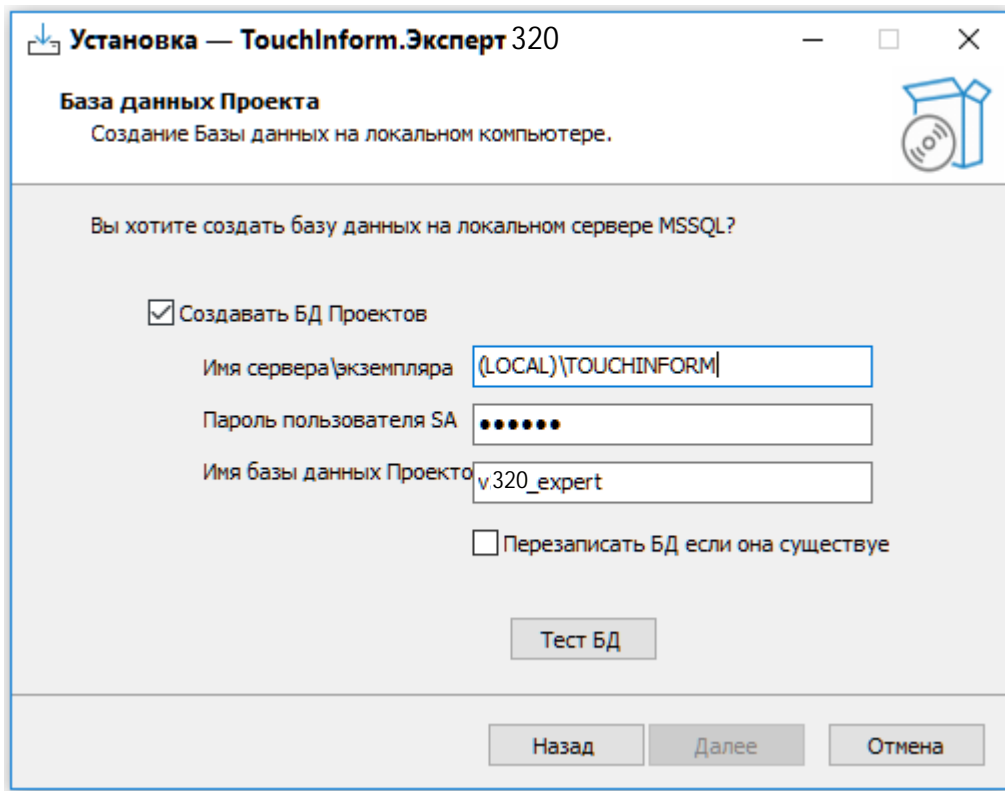 Установка — TouchInform.Эксперт 320
База данных Проекта
Создание Базы данных на локальном компьютере.
Вы хотите создать базу данных на локальном сервере MSSQL?
Создавать БД Проектов
Имя сервера\экземпляра (LOCAL)\TOUCHINFORM
Пароль пользователя SA ●●●●●●
Имя базы данных Проекто v.320_expert
Перезаписать БД если она существуе
Тест БД
Назад Далее Отмена